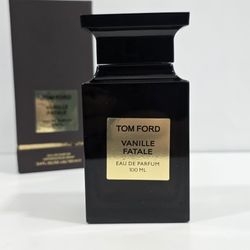 TOM FORD
VANILLE
FATALE
EAU DE PARFUM
100 ML
TOM FORD
VANILLE
FATALE